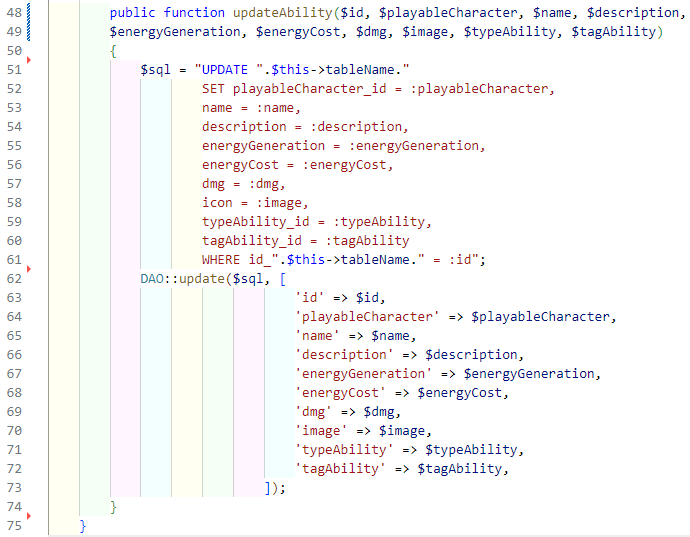 48 public function updateAbility($id, $playableCharacter, $name, $description,
49 $energyGeneration, $energyCost, $dmg, $image, $typeAbility, $tagAbility)
50 {
51 $sql = "UPDATE ".$this->tableName."
52 SET playableCharacter_id = :playableCharacter,
53 name = :name,
54 description = :description,
55 energyGeneration = :energyGeneration,
56 energyCost = :energyCost,
57 dmg = :dmg,
58 icon = :image,
59 typeAbility_id = :typeAbility,
60 tagAbility_id = :tagAbility
61 WHERE id_".$this->tableName." = :id";
62 DAO::update($sql, [
63 'id' => $id,
64 'playableCharacter' => $playableCharacter,
65 'name' => $name,
66 'description' => $description,
67 'energyGeneration' => $energyGeneration,
68 'energyCost' => $energyCost,
69 'dmg' => $dmg,
70 'image' => $image,
71 'typeAbility' => $typeAbility,
72 'tagAbility' => $tagAbility,
73 ]);
74 }
75 }